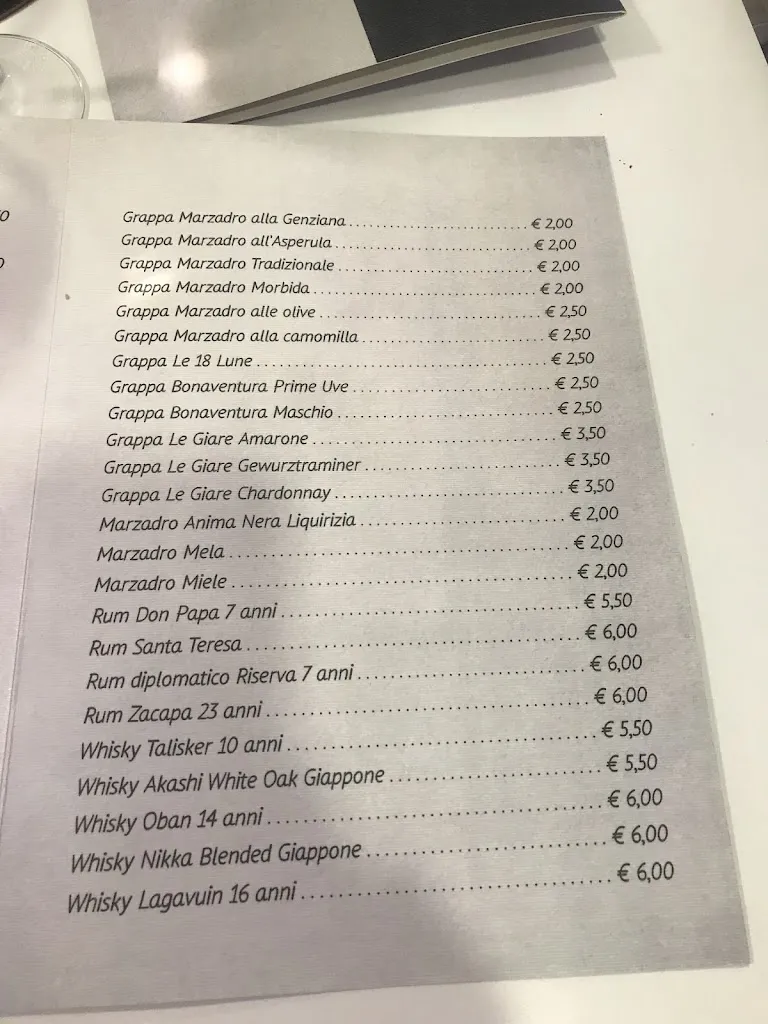 Grappa Marzadro alla Genziana € 2,00
Grappa Marzadro all'Asperula € 2,00
Grappa Marzadro Tradizionale € 2,00
Grappa Marzadro Morbida € 2,00
Grappa Marzadro alle olive € 2,50
Grappa Marzadro alla camomilla € 2,50
Grappa Le 18 Lune € 2,50
Grappa Bonaventura Prime Uve € 2,50
Grappa Bonaventura Maschio € 2,50
Grappa Le Giare Amarone € 3,50
Grappa Le Giare Gewurztraminer € 3,50
Grappa Le Giare Chardonnay € 3,50
Marzadro Anima Nera Liquirizia € 2,00
Marzadro Mela € 2,00
Marzadro Miele € 2,00
Rum Don Papa 7 anni € 5,50
Rum Santa Teresa € 6,00
Rum diplomatico Riserva 7 anni € 6,00
Rum Zacapa 23 anni € 6,00
Whisky Talisker 10 anni € 5,50
Whisky Akashi White Oak Giappone € 5,50
Whisky Oban 14 anni € 6,00
Whisky Nikka Blended Giappone € 6,00
Whisky Lagavuin 16 anni € 6,00